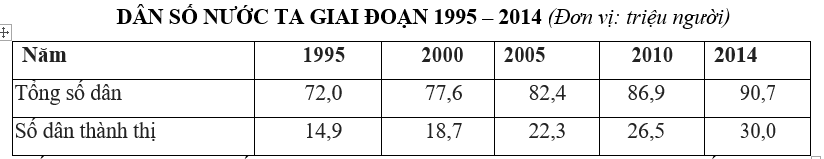 DÂN SỐ NƯỚC TA GIAI ĐOẠN 1995 – 2014 (Đơn vị: triệu người)
Năm 1995 2000 2005 2010 2014
Tổng số dân 72,0 77,6 82,4 86,9 90,7
Số dân thành thị 14,9 18,7 22,3 26,5 30,0